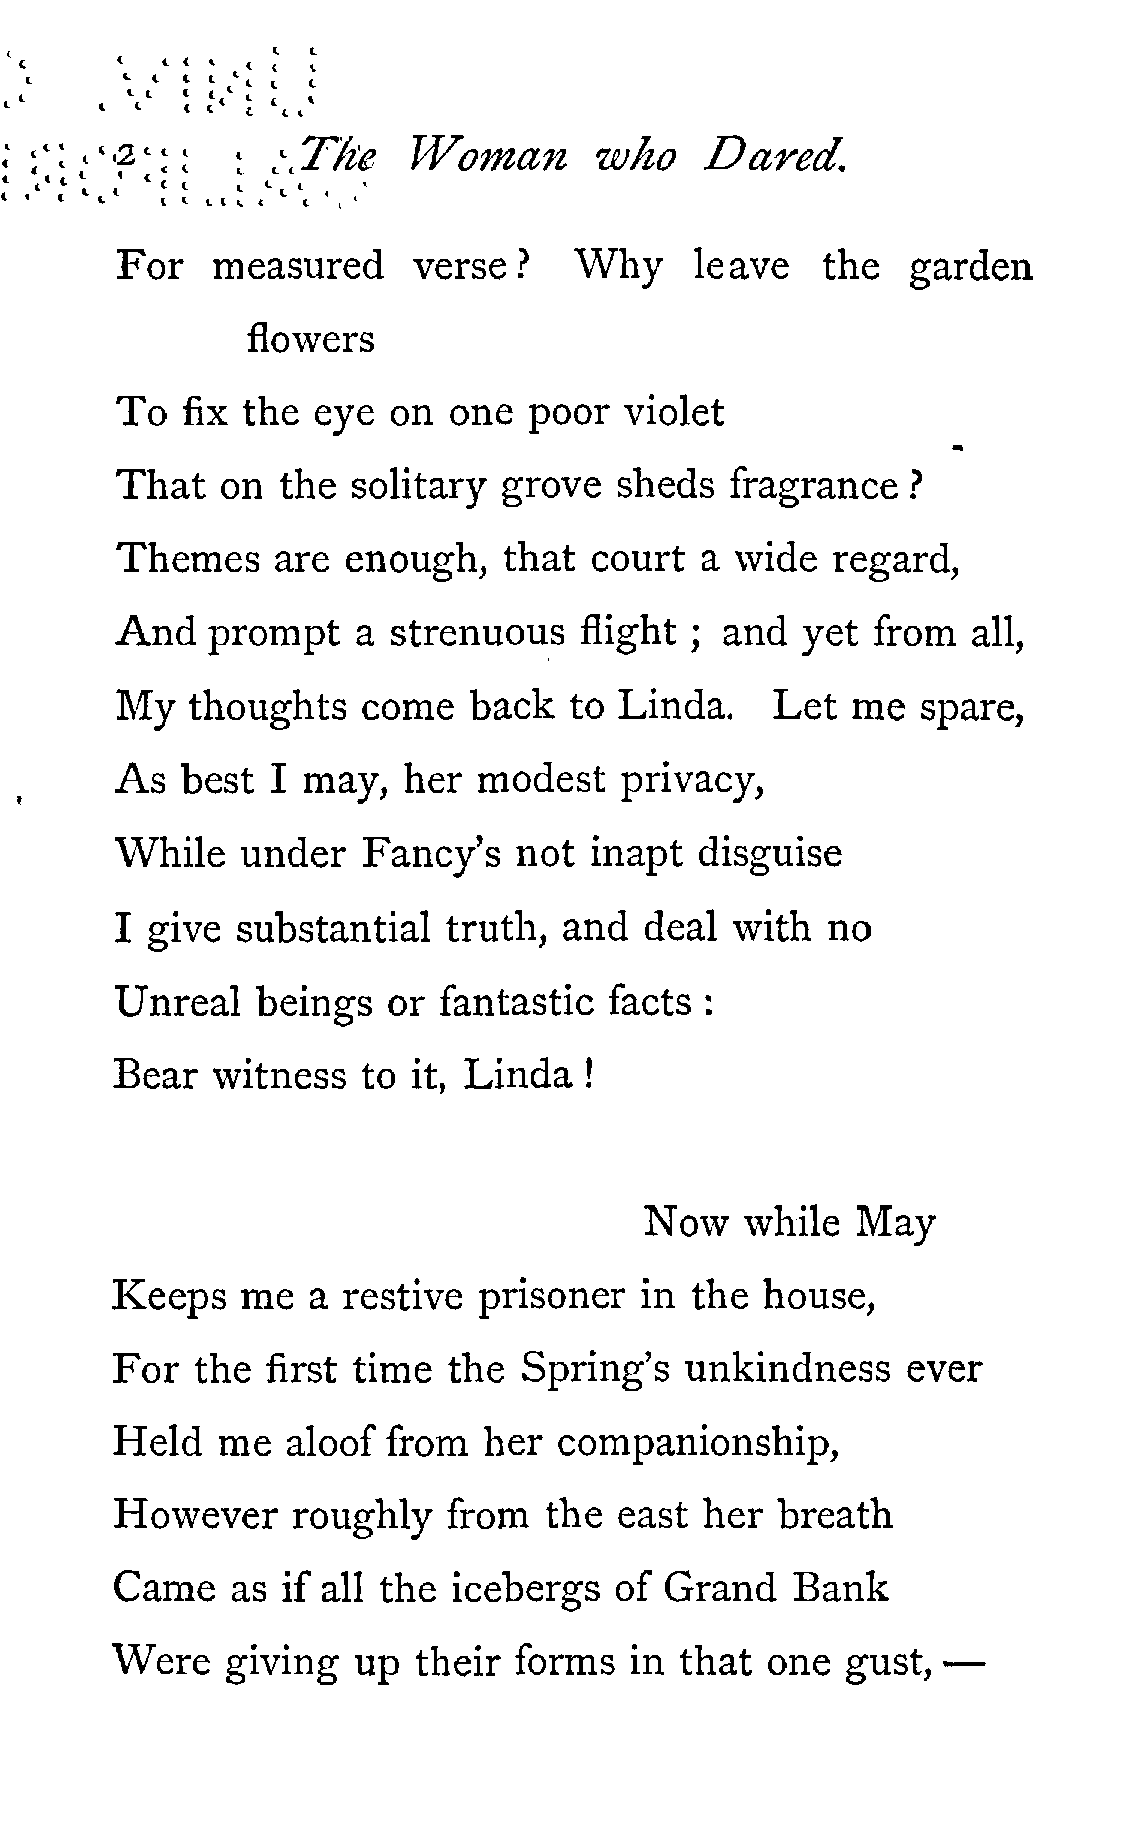 2 The Woman who Dared.
For measured verse? Why leave the garden
flowers
To fix the eye on one poor violet
That on the solitary grove sheds fragrance?
Themes are enough, that court a wide regard,
And prompt a strenuous flight; and yet from all,
My thoughts come back to Linda. Let me spare,
As best I may, her modest privacy,
While under Fancy's not inapt disguise
I give substantial truth, and deal with no
Unreal beings or fantastic facts:
Bear witness to it, Linda!
Now while May
Keeps me a restive prisoner in the house,
For the first time the Spring's unkindness ever
Held me aloof from her companionship,
However roughly from the east her breath
Came as if all the icebergs of Grand Bank
Were giving up their forms in that one gust,—